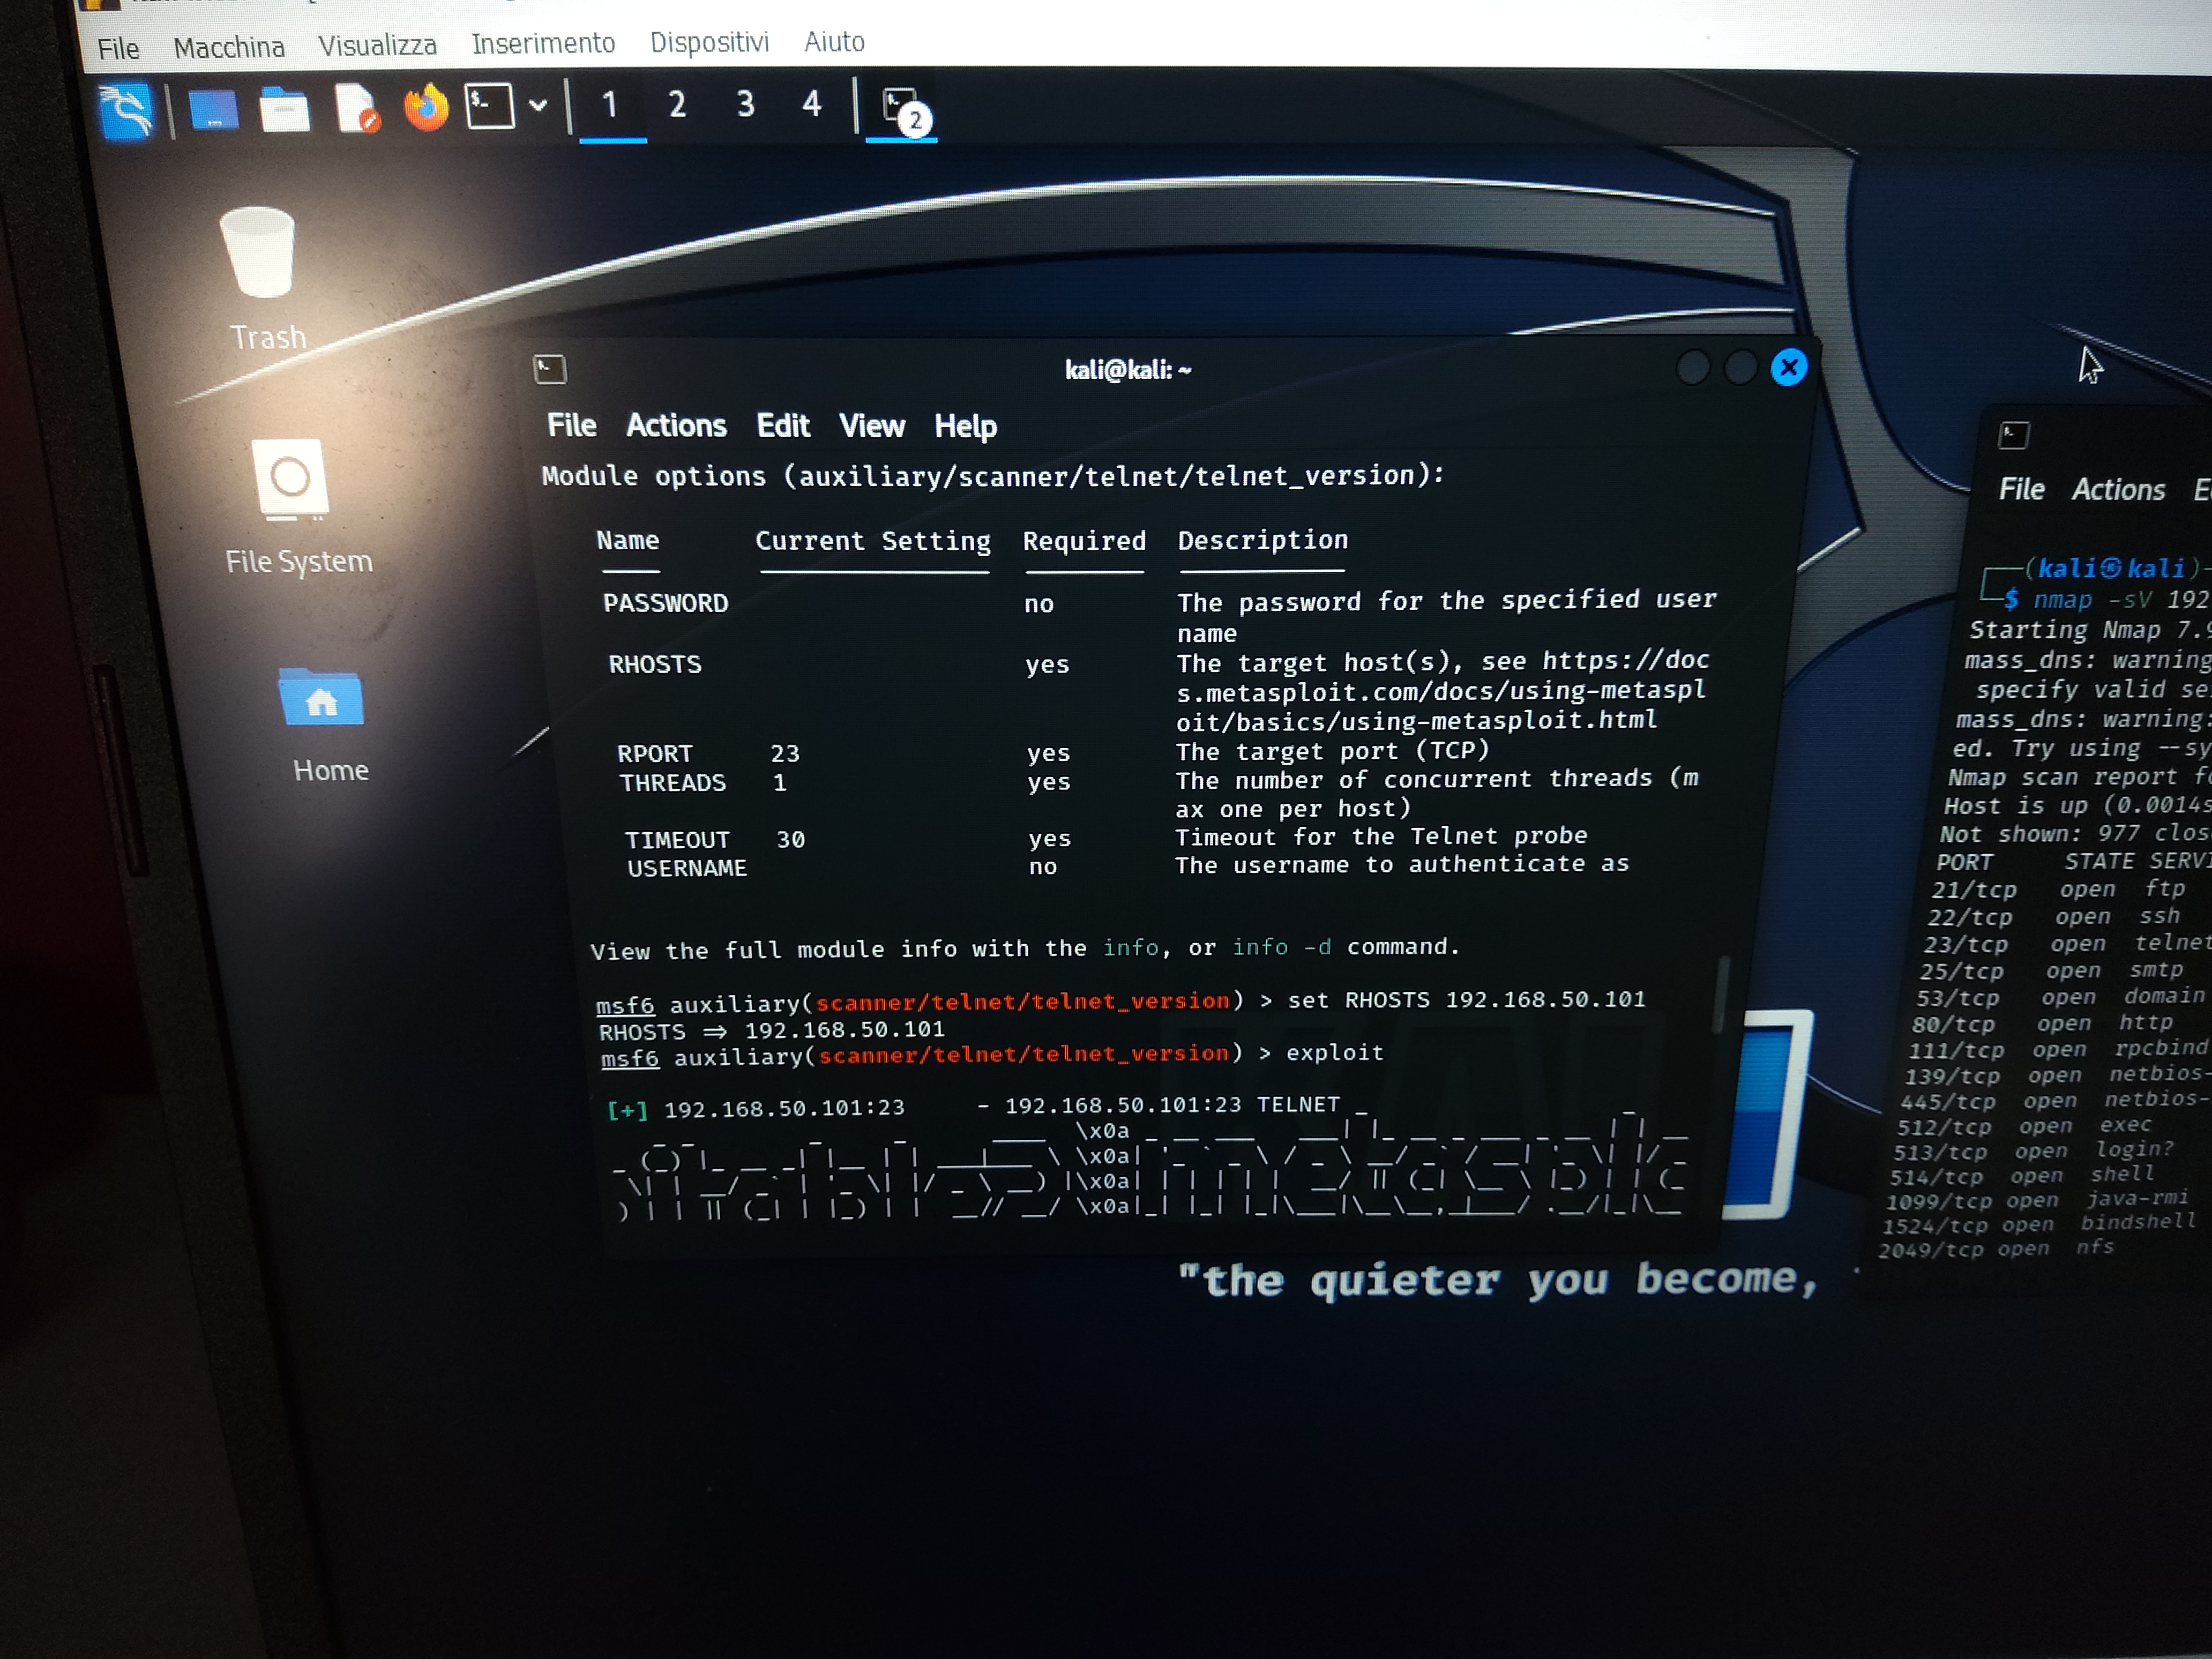 File Macchina Visualizza Inserimento Dispositivi Aiuto
1 2 3 4 2
Trash
File System
Home
kali@kali: ~
File Actions Edit View Help
Module options (auxiliary/scanner/telnet/telnet_version):
Name Current Setting Required Description
PASSWORD no The password for the specified user
name
RHOSTS yes The target host(s), see https://doc
s.metasploit.com/docs/using-metaspl
oit/basics/using-metasploit.html
RPORT 23 yes The target port (TCP)
THREADS 1 yes The number of concurrent threads (m
ax one per host)
TIMEOUT 30 yes Timeout for the Telnet probe
USERNAME no The username to authenticate as
View the full module info with the info, or info -d command.
msf6 auxiliary(scanner/telnet/telnet_version) > set RHOSTS 192.168.50.101
RHOSTS ⇒ 192.168.50.101
msf6 auxiliary(scanner/telnet/telnet_version) > exploit
[+] 192.168.50.101:23 - 192.168.50.101:23 TELNET _
\x0a
\x0a
\x0a
\x0a
"the quieter you become,
File Actions
(kali㉿kali)-
$ nmap -sV 192
Starting Nmap 7.9
mass_dns: warning
specify valid se
mass_dns: warning:
ed. Try using --sy
Nmap scan report fo
Host is up (0.0014s
Not shown: 977 clos
PORT STATE SERVI
21/tcp open ftp
22/tcp open ssh
23/tcp open telnet
25/tcp open smtp
53/tcp open domain
80/tcp open http
111/tcp open rpcbind
139/tcp open netbios-
445/tcp open netbios-
512/tcp open exec
513/tcp open login?
514/tcp open shell
1099/tcp open java-rmi
1524/tcp open bindshell
2049/tcp open nfs